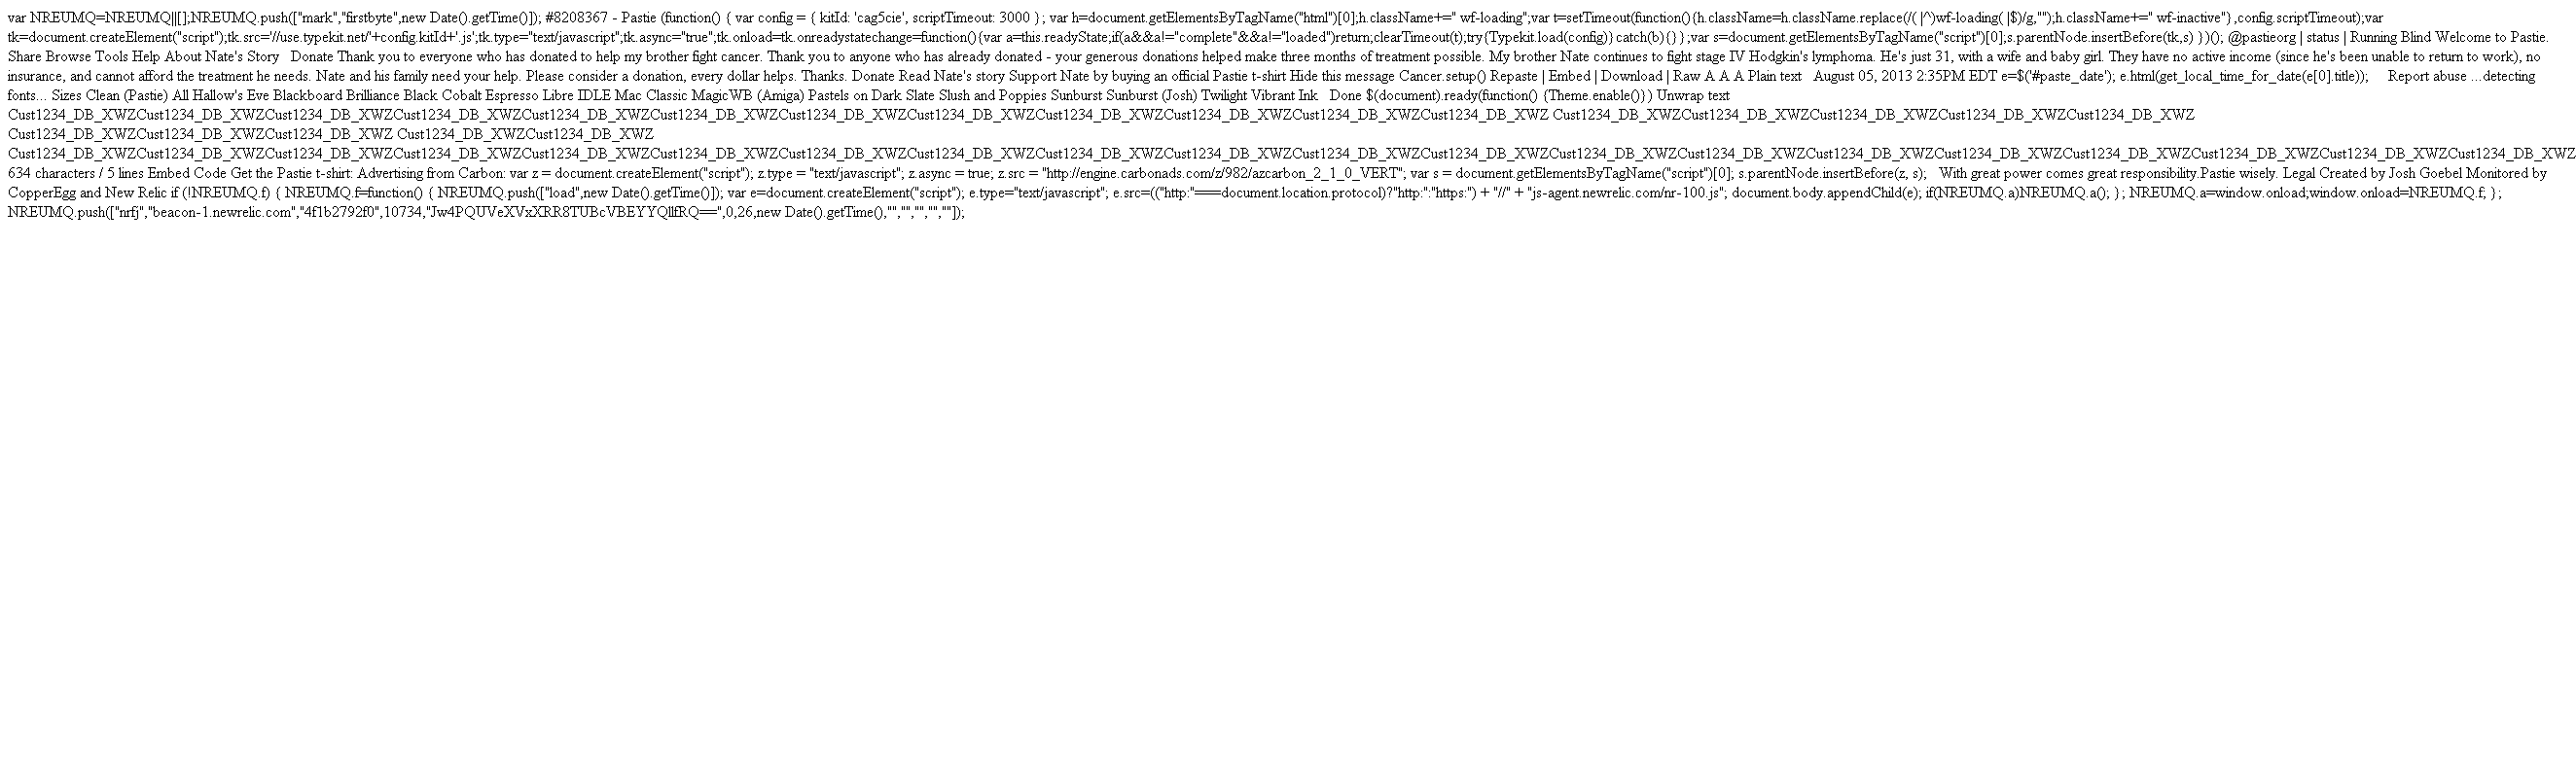 var NREUMQ=NREUMQ||[];NREUMQ.push(["mark","firstbyte",new Date().getTime()]); #8208367 - Pastie (function() { var config = { kitId: 'cag5cie', scriptTimeout: 3000 }; var h=document.getElementsByTagName("html")[0];h.className+=" wf-loading";var t=setTimeout(function(){h.className=h.className.replace(/( |^)wf-loading( |$)/g,"");h.className+=" wf-inactive"},config.scriptTimeout);var
tk=document.createElement("script");tk.src='//use.typekit.net/'+config.kitId+'.js';tk.type="text/javascript";tk.async="true";tk.onload=tk.onreadystatechange=function(){var a=this.readyState;if(a&&a!="complete"&&a!="loaded")return;clearTimeout(t);try{Typekit.load(config)}catch(b){}};var s=document.getElementsByTagName("script")[0];s.parentNode.insertBefore(tk,s) })(); @pastieorg | status | Running Blind Welcome to Pastie.
Share Browse Tools Help About Nate's Story   Donate Thank you to everyone who has donated to help my brother fight cancer. Thank you to anyone who has already donated - your generous donations helped make three months of treatment possible. My brother Nate continues to fight stage IV Hodgkin's lymphoma. He's just 31, with a wife and baby girl. They have no active income (since he's been unable to return to work), no
insurance, and cannot afford the treatment he needs. Nate and his family need your help. Please consider a donation, every dollar helps. Thanks. Donate Read Nate's story Support Nate by buying an official Pastie t-shirt Hide this message Cancer.setup() Repaste | Embed | Download | Raw A A A Plain text   August 05, 2013 2:35PM EDT e=$('#paste_date'); e.html(get_local_time_for_date(e[0].title));     Report abuse ...detecting
fonts... Sizes Clean (Pastie) All Hallow's Eve Blackboard Brilliance Black Cobalt Espresso Libre IDLE Mac Classic MagicWB (Amiga) Pastels on Dark Slate Slush and Poppies Sunburst Sunburst (Josh) Twilight Vibrant Ink   Done $(document).ready(function() {Theme.enable()}) Unwrap text
Cust1234_DB_XWZCust1234_DB_XWZCust1234_DB_XWZCust1234_DB_XWZCust1234_DB_XWZCust1234_DB_XWZCust1234_DB_XWZCust1234_DB_XWZCust1234_DB_XWZCust1234_DB_XWZCust1234_DB_XWZCust1234_DB_XWZ Cust1234_DB_XWZCust1234_DB_XWZCust1234_DB_XWZCust1234_DB_XWZCust1234_DB_XWZ
Cust1234_DB_XWZCust1234_DB_XWZCust1234_DB_XWZ Cust1234_DB_XWZCust1234_DB_XWZ
Cust1234_DB_XWZCust1234_DB_XWZCust1234_DB_XWZCust1234_DB_XWZCust1234_DB_XWZCust1234_DB_XWZCust1234_DB_XWZCust1234_DB_XWZCust1234_DB_XWZCust1234_DB_XWZCust1234_DB_XWZCust1234_DB_XWZCust1234_DB_XWZCust1234_DB_XWZCust1234_DB_XWZCust1234_DB_XWZCust1234_DB_XWZCust1234_DB_XWZCust1234_DB_XWZCust1234_DB_XWZ
634 characters / 5 lines Embed Code Get the Pastie t-shirt: Advertising from Carbon: var z = document.createElement("script"); z.type = "text/javascript"; z.async = true; z.src = "http://engine.carbonads.com/z/982/azcarbon_2_1_0_VERT"; var s = document.getElementsByTagName("script")[0]; s.parentNode.insertBefore(z, s);   With great power comes great responsibility.Pastie wisely. Legal Created by Josh Goebel Monitored by
CopperEgg and New Relic if (!NREUMQ.f) { NREUMQ.f=function() { NREUMQ.push(["load",new Date().getTime()]); var e=document.createElement("script"); e.type="text/javascript"; e.src=(("http:"===document.location.protocol)?"http:":"https:") + "//" + "js-agent.newrelic.com/nr-100.js"; document.body.appendChild(e); if(NREUMQ.a)NREUMQ.a(); }; NREUMQ.a=window.onload;window.onload=NREUMQ.f; };
NREUMQ.push(["nrfj","beacon-1.newrelic.com","4f1b2792f0",10734,"Jw4PQUVeXVxXRR8TUBcVBEYYQllfRQ==",0,26,new Date().getTime(),"","","","",""]);